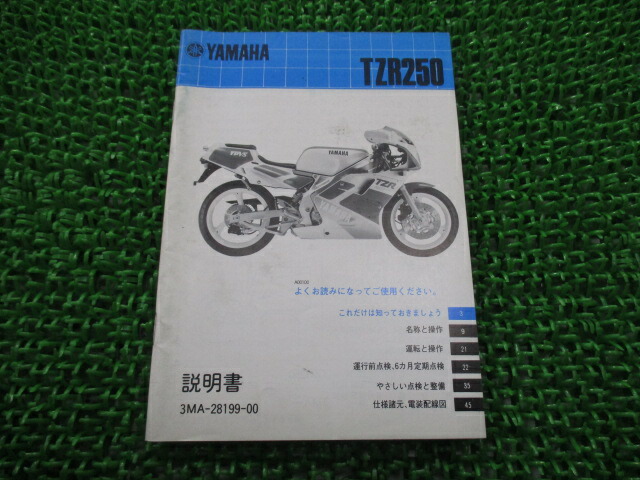 YAMAHA
TZR250
YAMAHA
TZR
よくお読みになってご使用ください。
これだけは知っておきましょう
名称と操作 9
運転と操作 21
運行前点検、6カ月定期点検 22
やさしい点検と整備 35
仕様諸元、電装配線図 45
説明書
3MA-28199-00